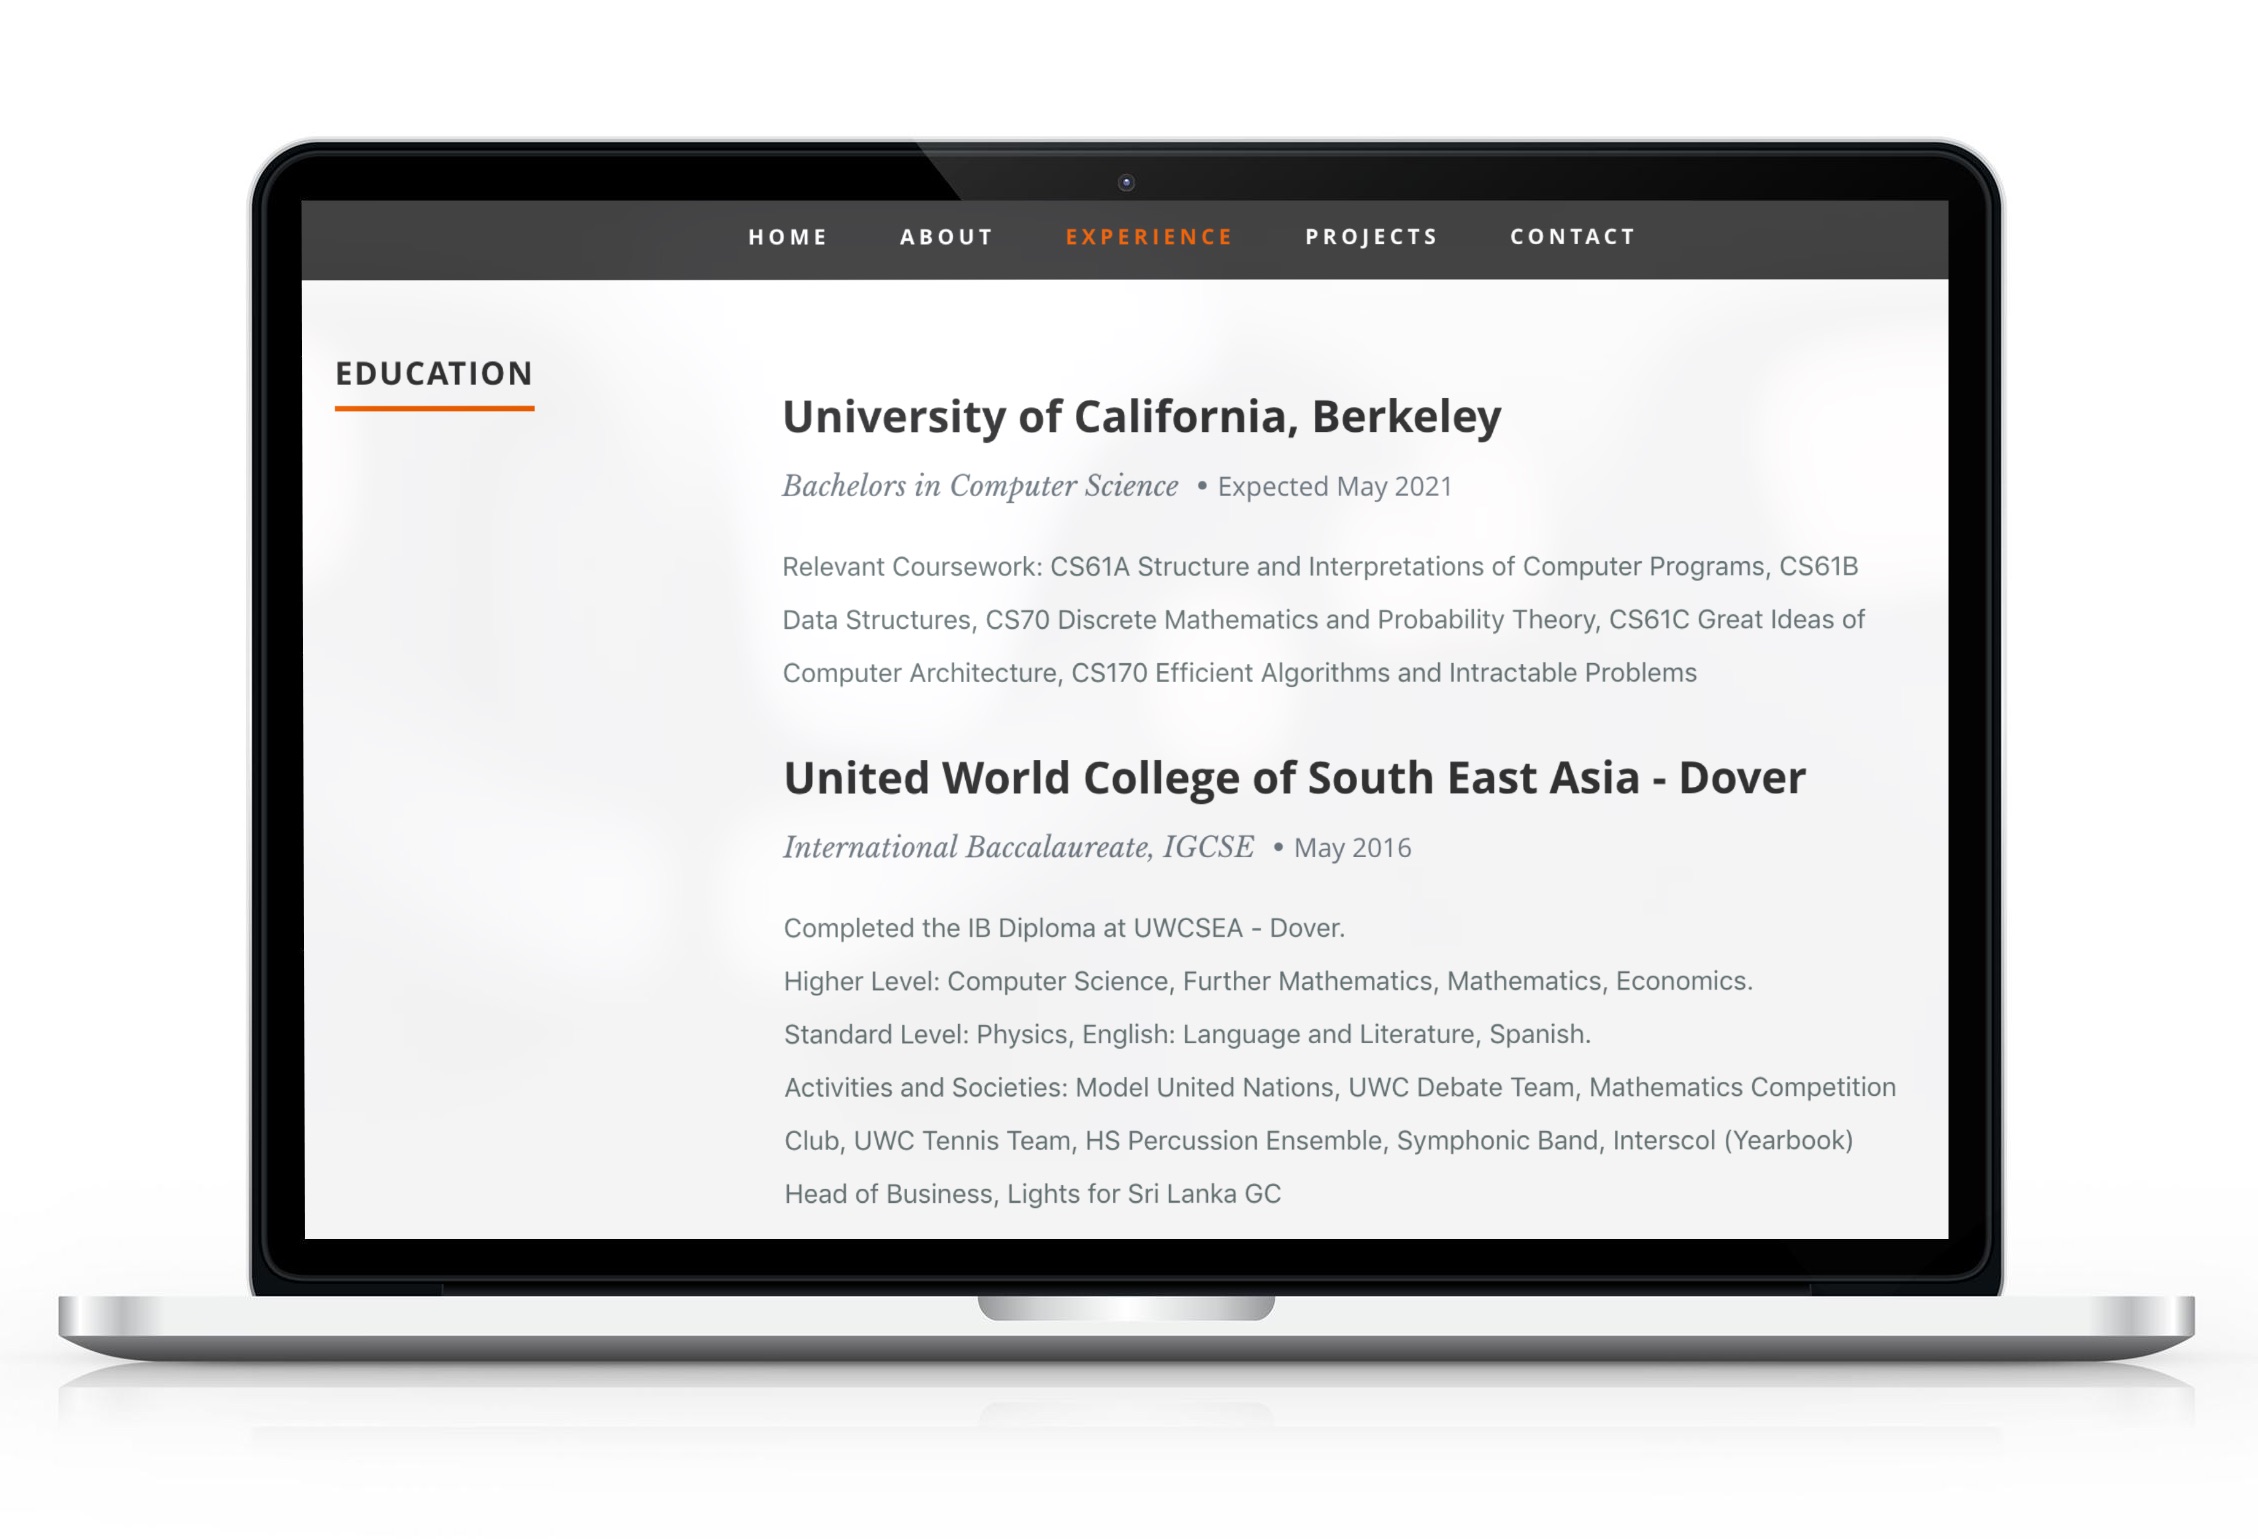 HOME ABOUT EXPERIENCE PROJECTS CONTACT
EDUCATION
University of California, Berkeley
Bachelors in Computer Science • Expected May 2021
Relevant Coursework: CS61A Structure and Interpretations of Computer Programs, CS61B
Data Structures, CS70 Discrete Mathematics and Probability Theory, CS61C Great Ideas of
Computer Architecture, CS170 Efficient Algorithms and Intractable Problems
United World College of South East Asia - Dover
International Baccalaureate, IGCSE • May 2016
Completed the IB Diploma at UWCSEA - Dover.
Higher Level: Computer Science, Further Mathematics, Mathematics, Economics.
Standard Level: Physics, English: Language and Literature, Spanish.
Activities and Societies: Model United Nations, UWC Debate Team, Mathematics Competition
Club, UWC Tennis Team, HS Percussion Ensemble, Symphonic Band, Interscol (Yearbook)
Head of Business, Lights for Sri Lanka GC